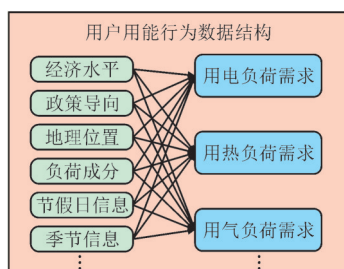 用户用能行为数据结构
经济水平
政策导向
地理位置
负荷成分
节假日信息
季节信息
用电负荷需求
用热负荷需求
用气负荷需求